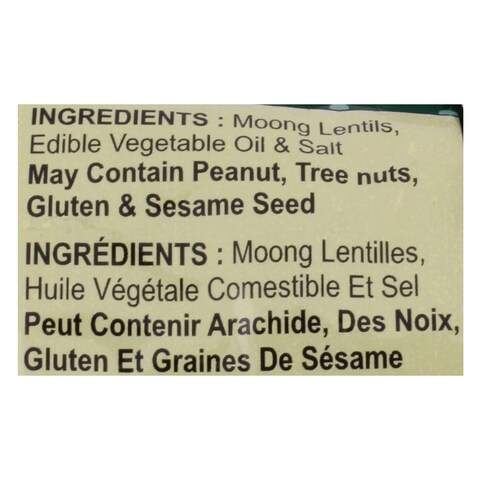 INGREDIENTS : Moong Lentils,
Edible Vegetable Oil & Salt
May Contain Peanut, Tree nuts,
Gluten & Sesame Seed
INGRÉDIENTS : Moong Lentilles,
Huile Végétale Comestible Et Sel
Peut Contenir Arachide, Des Noix,
Gluten Et Graines De Sésame